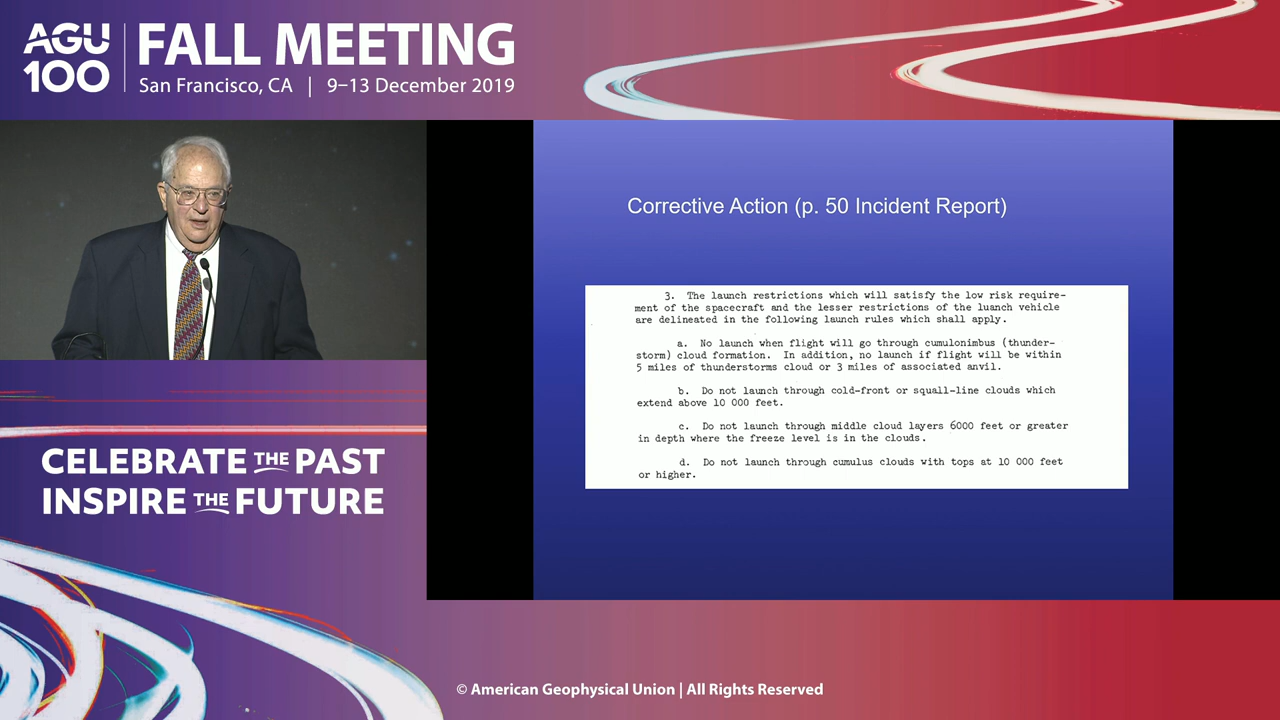 AGU
100
FALL MEETING
San Francisco, CA | 9–13 December 2019
Corrective Action (p. 50 Incident Report)
3. The launch restrictions which will satisfy the low risk require-
ment of the spacecraft and the lesser restrictions of the luanch vehicle
are delineated in the following launch rules which shall apply.
a. No launch when flight will go through cumulonimbus (thunder-
storm) cloud formation. In addition, no launch if flight will be within
5 miles of thunderstorms cloud or 3 miles of associated anvil.
b. Do not launch through cold-front or squall-line clouds which
extend above 10 000 feet.
c. Do not launch through middle cloud layers 6000 feet or greater
in depth where the freeze level is in the clouds.
d. Do not launch through cumulus clouds with tops at 10 000 feet
or higher.
CELEBRATE THE PAST
INSPIRE THE FUTURE
© American Geophysical Union | All Rights Reserved